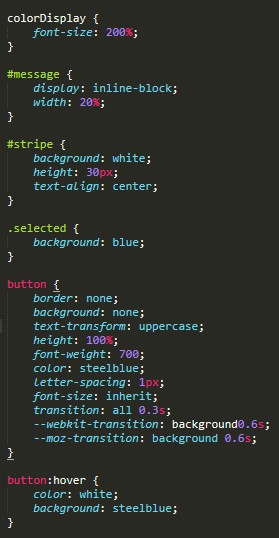 colorDisplay {
font-size: 200%;
}
#message {
display: inline-block;
width: 20%;
}
#stripe {
background: white;
height: 30px;
text-align: center;
}
.selected {
background: blue;
}
button {
border: none;
background: none;
text-transform: uppercase;
height: 100%;
font-weight: 700;
color: steelblue;
letter-spacing: 1px;
font-size: inherit;
transition: all 0.3s;
--webkit-transition: background0.6s;
--moz-transition: background 0.6s;
}
button:hover {
color: white;
background: steelblue;
}